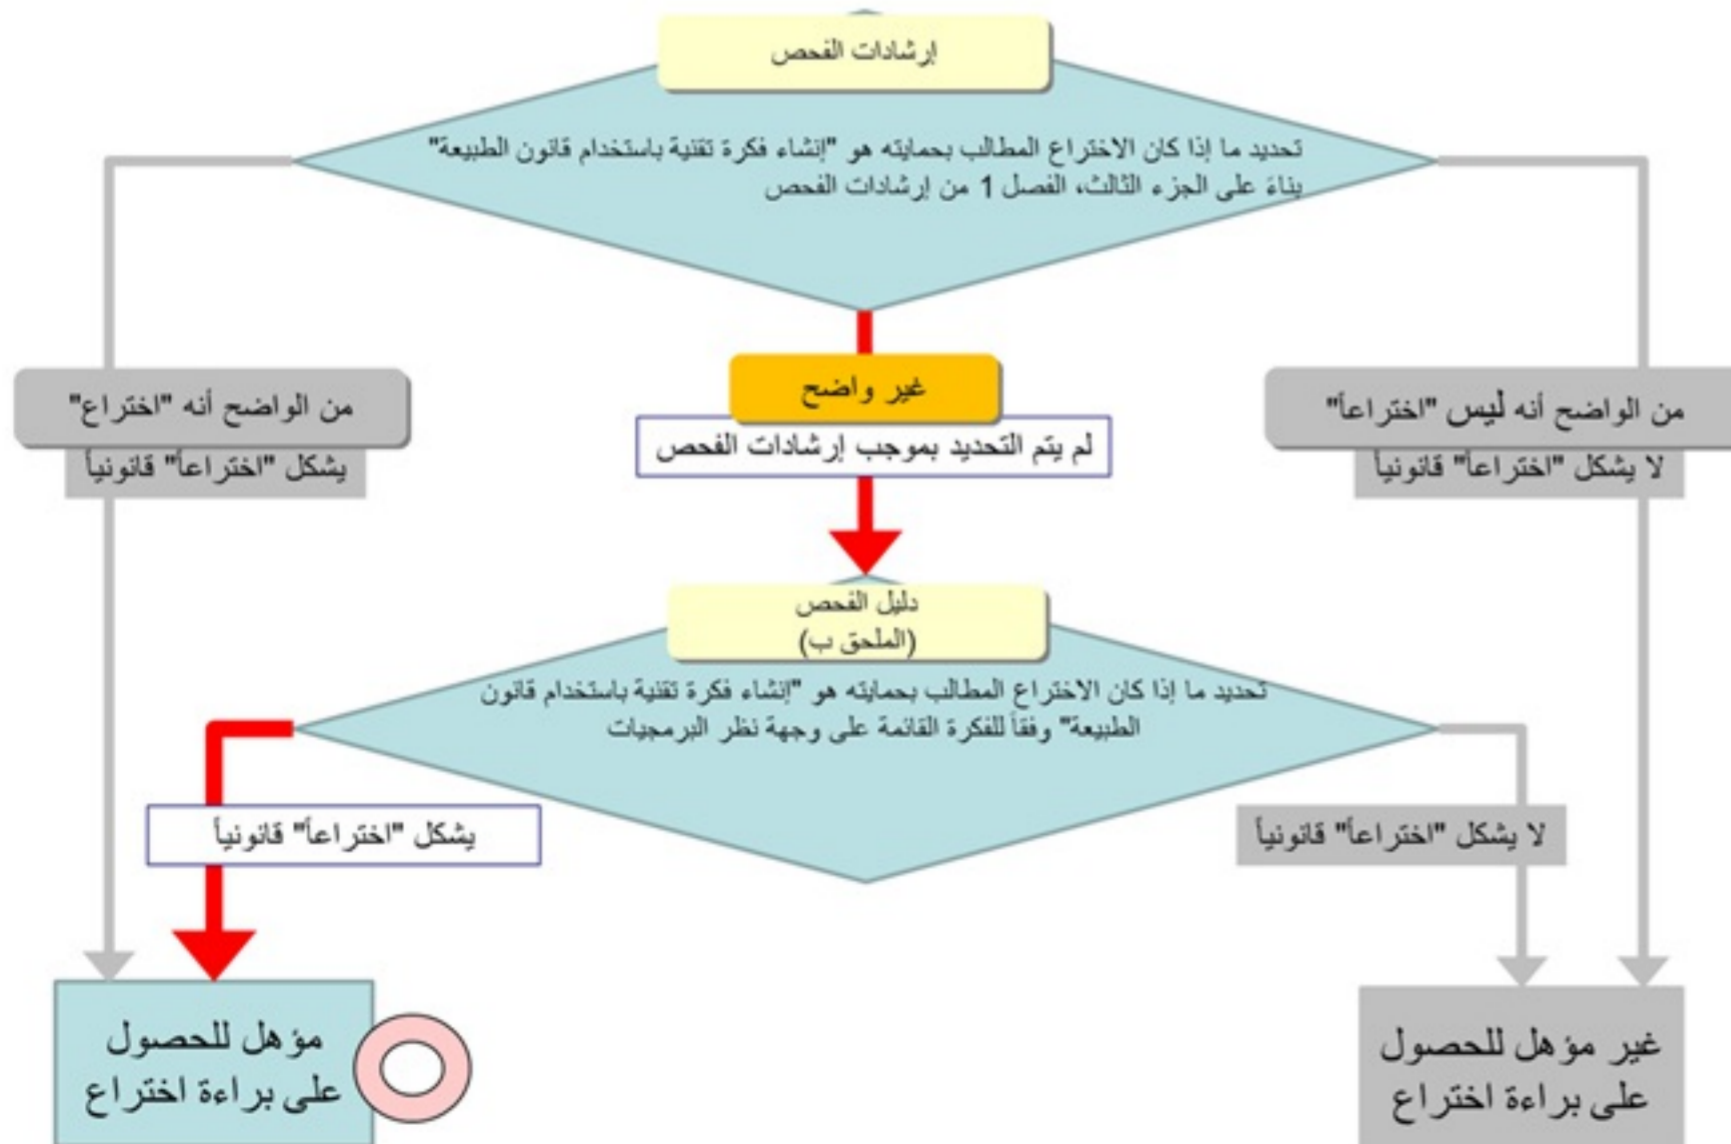 إرشادات الفحص
تحديد ما إذا كان الاختراع المطالب بحمايته هو "إنشاء فكرة تقنية باستخدام قانون الطبيعة"
بناءً على الجزء الثالث، الفصل 1 من إرشادات الفحص
من الواضح أنه ليس "اختراعاً"
لا يشكل "اختراعاً" قانونياً
غير واضح
لم يتم التحديد بموجب إرشادات الفحص
من الواضح أنه "اختراع"
يشكل "اختراعاً" قانونياً
دليل الفحص
(الملحق ب)
تحديد ما إذا كان الاختراع المطالب بحمايته هو "إنشاء فكرة تقنية باستخدام قانون
الطبيعة" وفقاً للفكرة القائمة على وجهة نظر البرمجيات
لا يشكل "اختراعاً" قانونياً
يشكل "اختراعاً" قانونياً
غير مؤهل للحصول
على براءة اختراع
مؤهل للحصول
على براءة اختراع